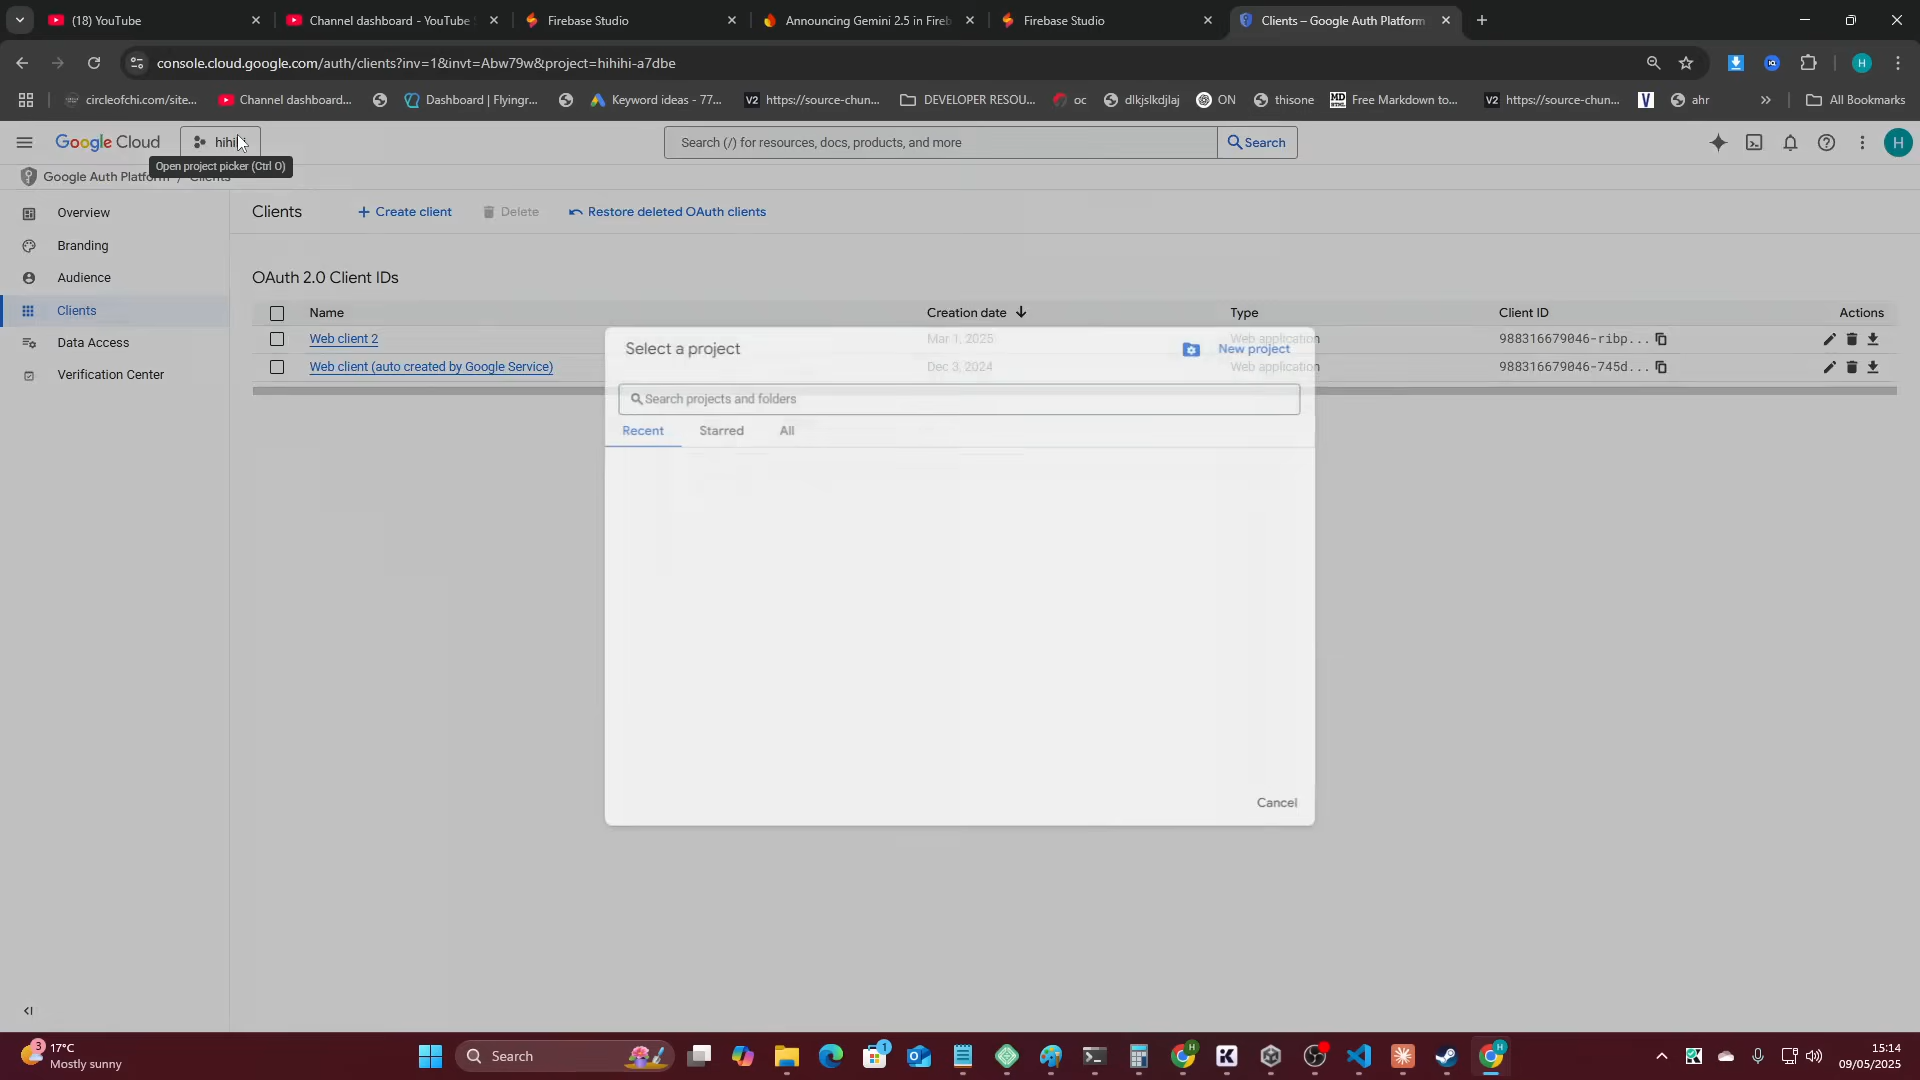 (18) YouTube
Channel dashboard - YouTube
Firebase Studio
Announcing Gemini 2.5 in Fireb
Firebase Studio
Clients – Google Auth Platform
console.cloud.google.com/auth/clients?inv=1&invt=Abw79w&project=hihihi-a7dbe
H
circleofchi.com/site...
Channel dashboard...
Dashboard | Flyingr...
Keyword ideas - 77...
V2 https://source-chun...
DEVELOPER RESOU...
oc
dlkjslkdjlaj
ON
thisone
MD Free Markdown to...
V2 https://source-chun...
V
ahr
»
All Bookmarks
Google Cloud
hihi
Search (/) for resources, docs, products, and more
Search
H
Open project picker (Ctrl O)
Google Auth Platform / Clients
Overview
Branding
Audience
Clients
Data Access
Verification Center
Clients
+ Create client
Delete
Restore deleted OAuth clients
OAuth 2.0 Client IDs
Name
Creation date
Type
Client ID
Actions
Web client 2
Mar 1, 2025
Web application
988316679046-ribp...
Web client (auto created by Google Service)
Dec 3, 2024
Web application
988316679046-745d...
Select a project
New project
Search projects and folders
Recent
Starred
All
Cancel
3
17°C
Mostly sunny
Search
1
H
H
15:14
09/05/2025